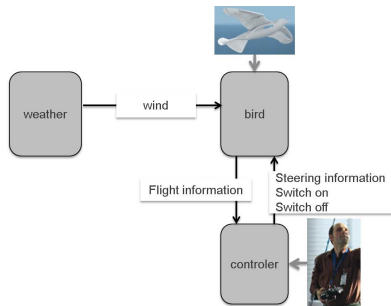 weather
wind
bird
Flight information
Steering information
Switch on
Switch off
controler